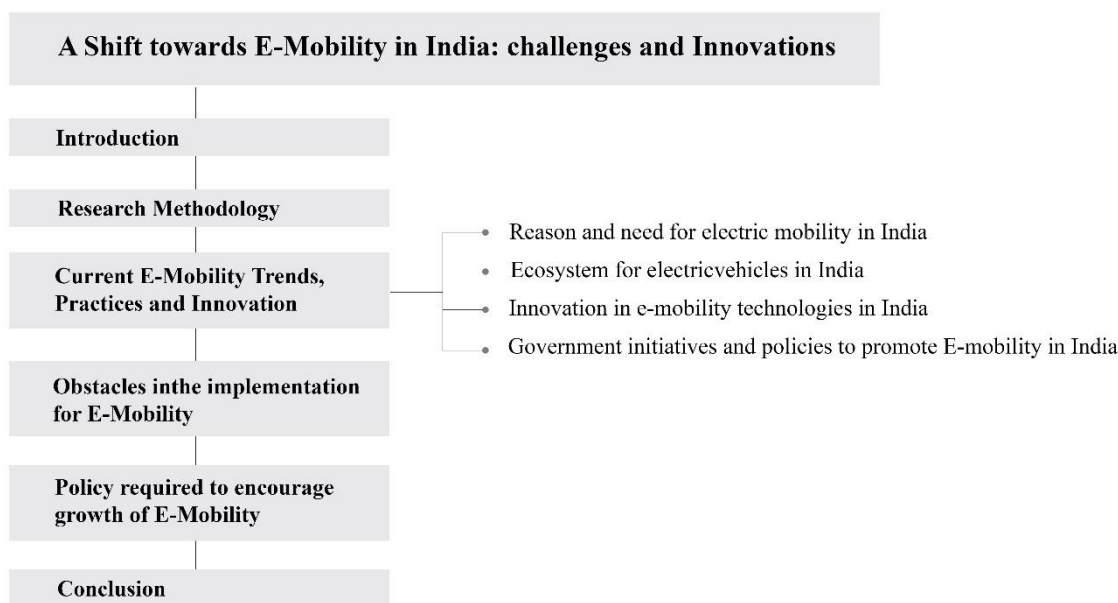 A Shift towards E-Mobility in India: challenges and Innovations
Introduction
Research Methodology
Current E-Mobility Trends,
Practices and Innovation
Reason and need for electric mobility in India
Ecosystem for electricvehicles in India
Innovation in e-mobility technologies in India
Government initiatives and policies to promote E-mobility in India
Obstacles inthe implementation
for E-Mobility
Policy required to encourage
growth of E-Mobility
Conclusion